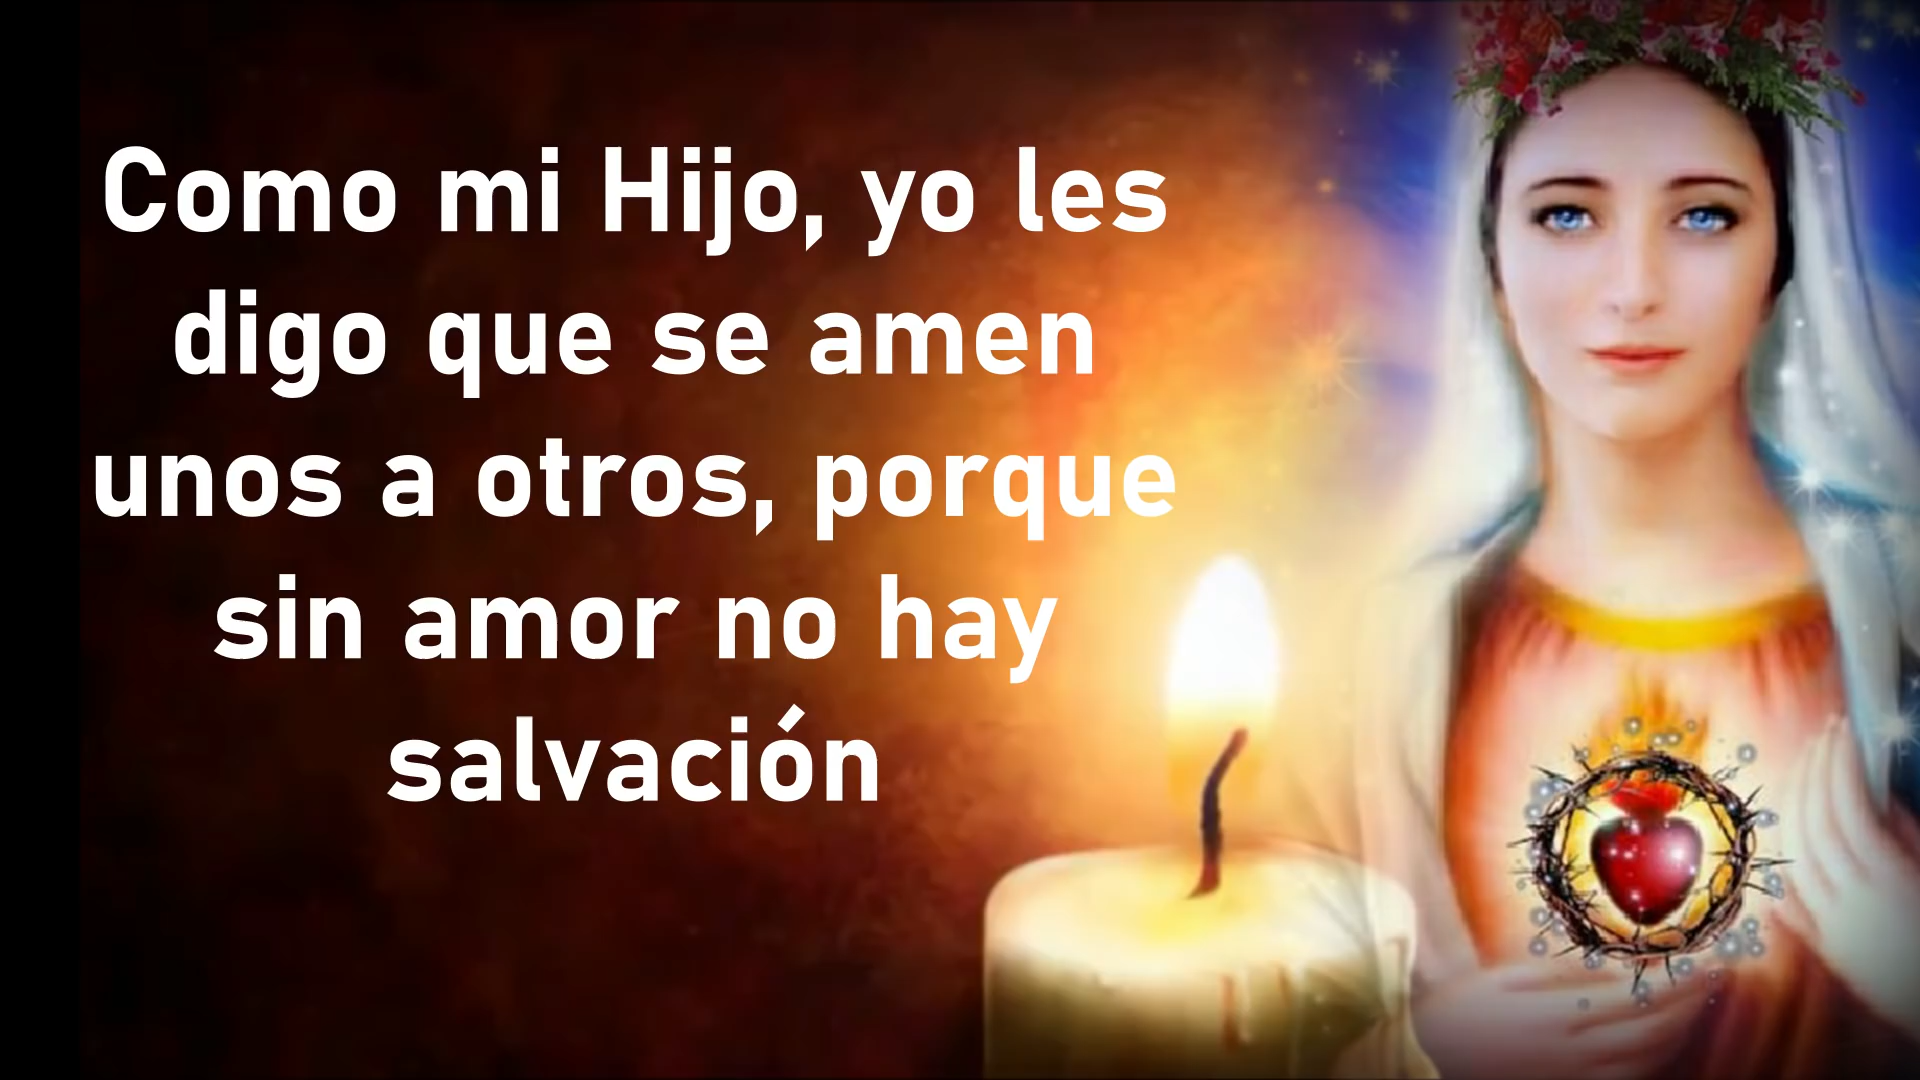 Como mi Hijo, yo les
digo que se amen
unos a otros, porque
sin amor no hay
salvación